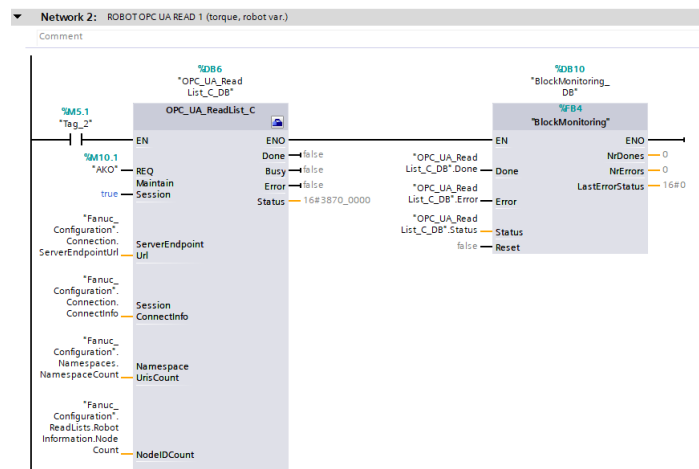 Network 2: ROBOT OPC UA READ 1 (torque, robot var.)
Comment
%DB6
"OPC_UA_Read
List_C_DB"
%M5.1
"Tag_2"
OPC_UA_ReadList_C
EN
ENO
%M10.1
"AKO"
REQ
Done
false
Busy
false
true
Maintain
Session
Error
false
Status
16#3870_0000
"Fanuc_
Configuration".
Connection.
ServerEndpointUrl
ServerEndpoint
Url
"Fanuc_
Configuration".
Connection.
ConnectInfo
Session
ConnectInfo
"Fanuc_
Configuration".
Namespaces.
NamespaceCount
Namespace
UrisCount
"Fanuc_
Configuration".
ReadLists.Robot
Information.Node
Count
NodeIDCount
%DB10
"BlockMonitoring_
DB"
%FB4
"BlockMonitoring"
EN
ENO
"OPC_UA_Read
List_C_DB".Done
Done
NrDones
0
NrErrors
0
"OPC_UA_Read
List_C_DB".Error
Error
LastErrorStatus
16#0
"OPC_UA_Read
List_C_DB".Status
Status
false
Reset